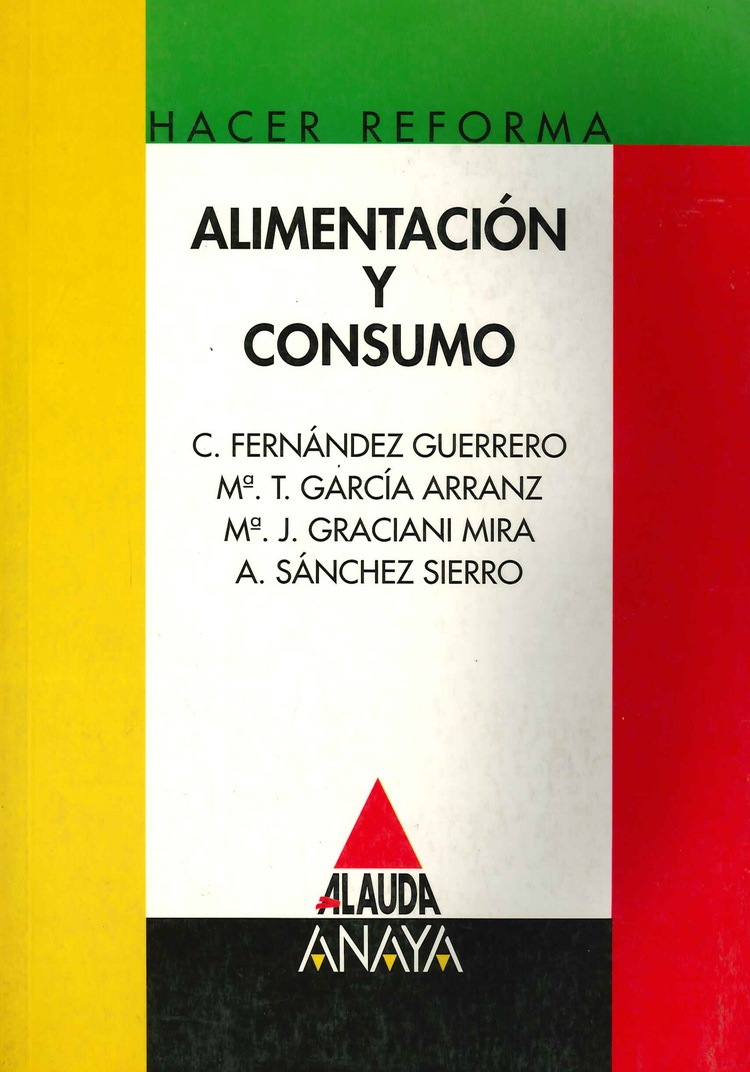 HACER REFORMA
ALIMENTACIÓN
Y
CONSUMO
C. FERNÁNDEZ GUERRERO
Mª. T. GARCÍA ARRANZ
Mª. J. GRACIANI MIRA
A. SÁNCHEZ SIERRO
ALAUDA
ANAYA